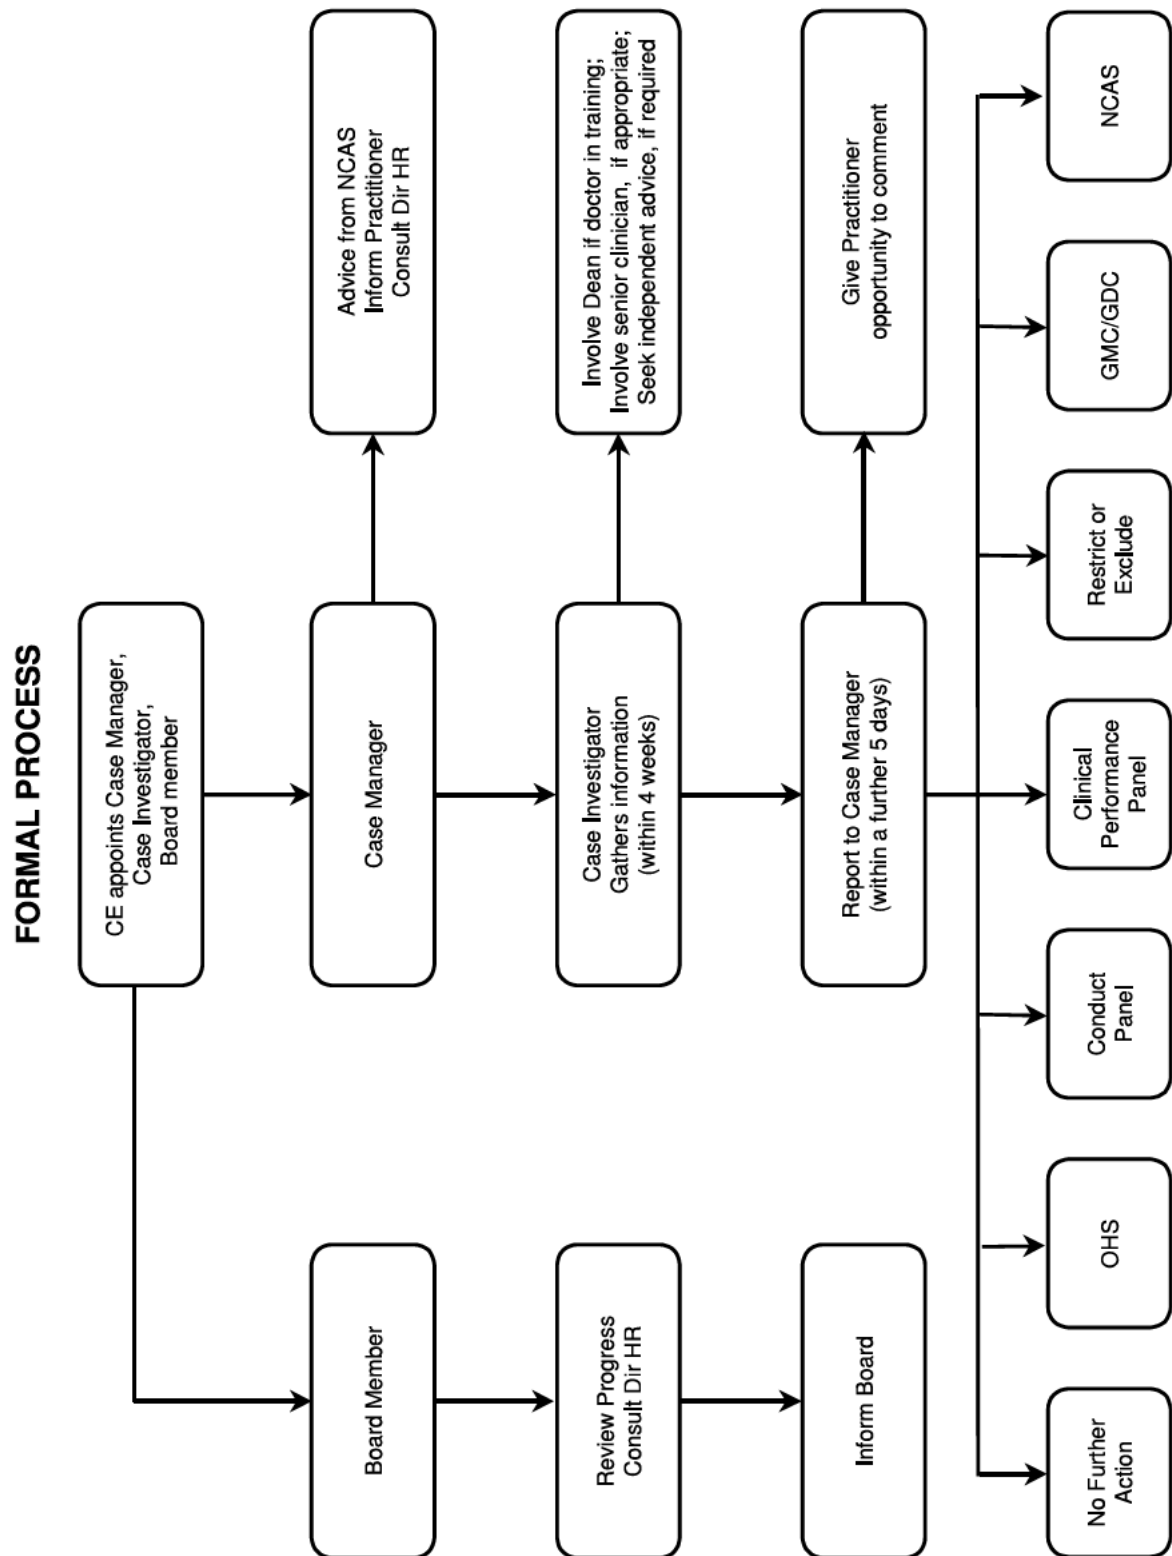 FORMAL PROCESS
CE appoints Case Manager,
Case Investigator,
Board member
Board Member
Case Manager
Advice from NCAS
Inform Practitioner
Consult Dir HR
Review Progress
Consult Dir HR
Case Investigator
Gathers information
(within 4 weeks)
Involve Dean if doctor in training;
Involve senior clinician, if appropriate;
Seek independent advice, if required
Inform Board
Report to Case Manager
(within a further 5 days)
Give Practitioner
opportunity to comment
No Further
Action
OHS
Conduct
Panel
Clinical
Performance
Panel
Restrict or
Exclude
GMC/GDC
NCAS